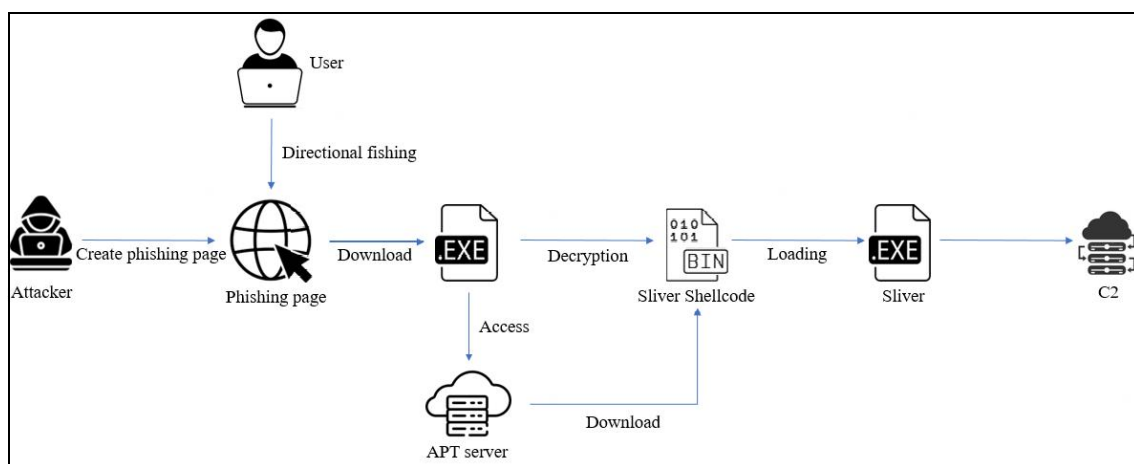 User
Directional fishing
Attacker
Create phishing page
Phishing page
Download
.EXE
Access
APT server
Download
Decryption
010
101
BIN
Sliver Shellcode
Loading
.EXE
Sliver
C2